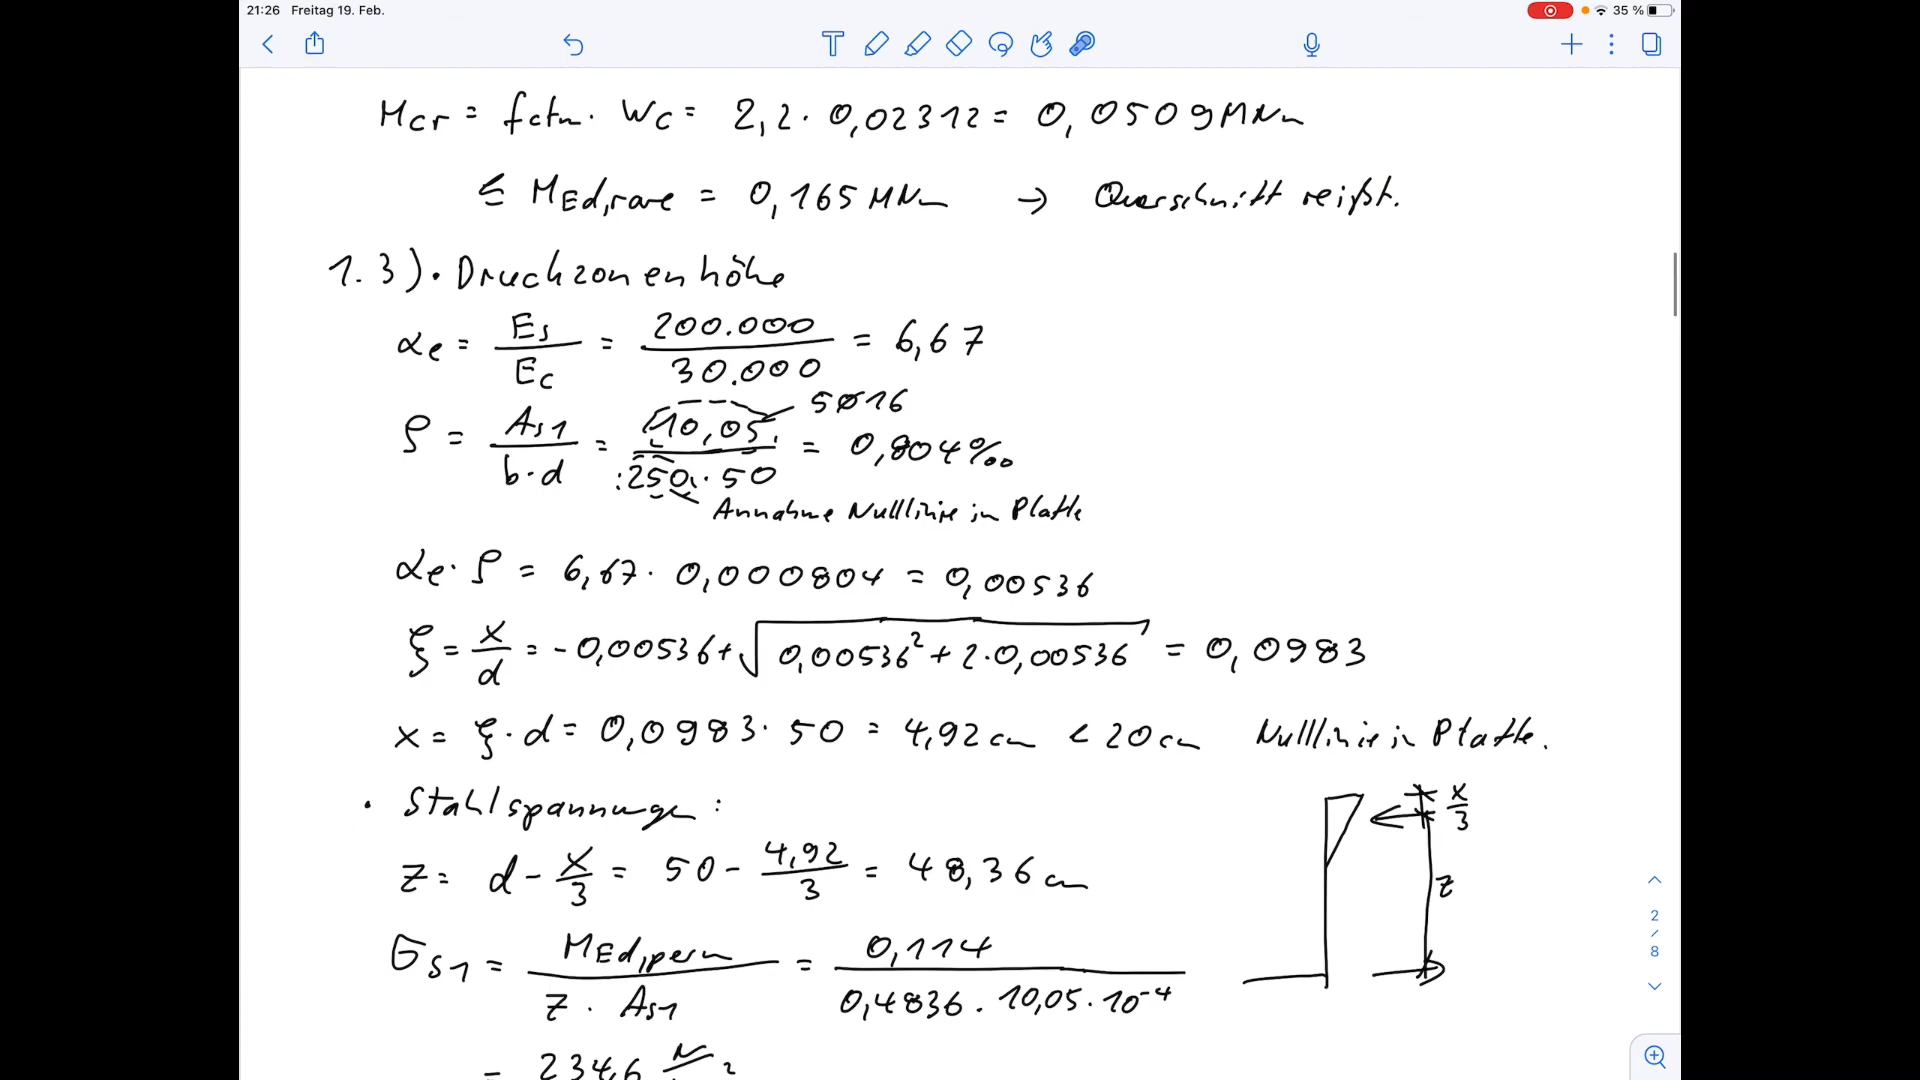 21:26 Freitag 19. Feb. 35 %
Mcr = fctm · Wc = 2,2 · 0,02312 = 0,0509 MNm
≤ MEd,rare = 0,165 MNm → Querschnitt reißt.
1.3) · Druckzonenhöhe
αe = Es / Ec = 200.000 / 30.000 = 6,67
ρ = As1 / b·d = 10,05 / 250 · 50 = 0,804 ‰
5Ø16
Annahme Nulllinie in Platte
αe · ρ = 6,67 · 0,000804 = 0,00536
ξ = x/d = -0,00536 + √(0,00536² + 2·0,00536) = 0,0983
x = ξ · d = 0,0983 · 50 = 4,92 cm < 20 cm Nulllinie in Platte.
· Stahlspannungen :
x/3
z = d - x/3 = 50 - 4,92/3 = 48,36 cm
z
σs1 = MEd,perm / z · As1 = 0,114 / 0,4836 · 10,05 · 10⁻⁴
= 234,6 N
2
/
8